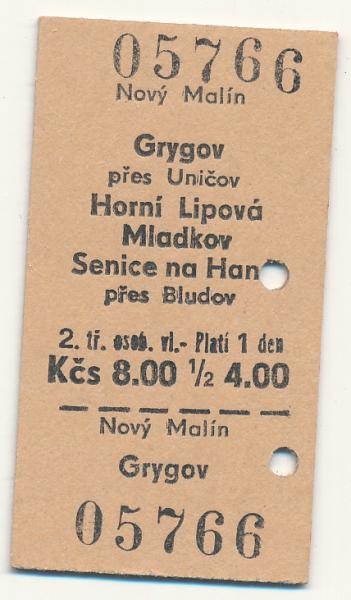 05766
Nový Malín
Grygov
přes Uničov
Horní Lipová
Mladkov
Senice na Han
přes Bludov
2. tř. osob. vl.- Platí 1 den
Kčs 8.00 ½ 4.00
Nový Malín
Grygov
05766